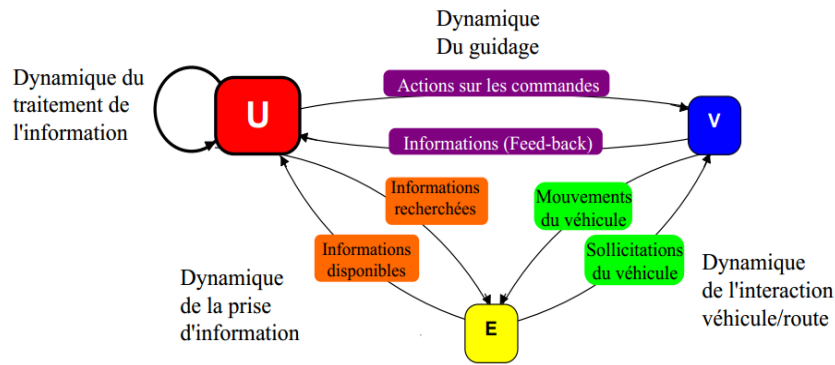 Dynamique
Du guidage
Dynamique du
traitement de
l'information
U
Actions sur les commandes
V
Informations (Feed-back)
Informations
recherchées
Mouvements
du véhicule
Informations
disponibles
Sollicitations
du véhicule
Dynamique
de la prise
d'information
E
Dynamique
de l'interaction
véhicule/route